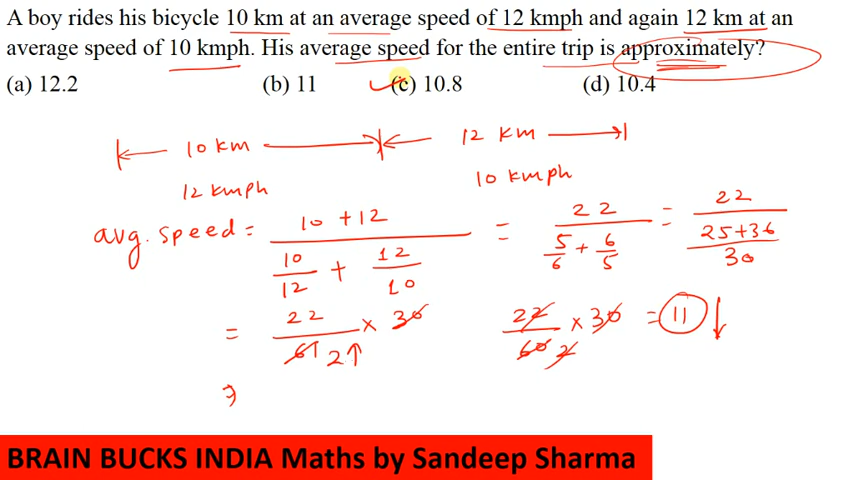 A boy rides his bicycle 10 km at an average speed of 12 kmph and again 12 km at an
average speed of 10 kmph. His average speed for the entire trip is approximately?
(a) 12.2 (b) 11 (c) 10.8 (d) 10.4
10 km 12 KM
12 kmph 10 kmph
avg. speed = (10 + 12) / (10/12 + 12/10) = 22 / (5/6 + 6/5) = 22 / ((25+36)/30)
= 22/61 × 30 2↑ 22/60 × 30 2 = 11 ↓
⇒
BRAIN BUCKS INDIA Maths by Sandeep Sharma